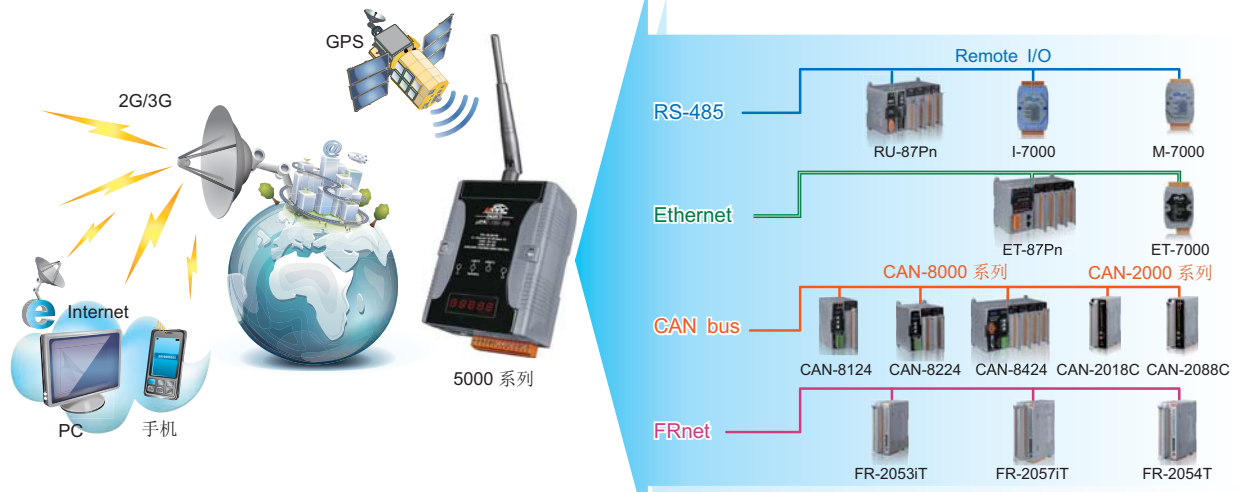 GPS
2G/3G
Internet
PC
手机
5000 系列
Remote I/O
RS-485
RU-87Pn
I-7000
M-7000
Ethernet
ET-87Pn
ET-7000
CAN-8000 系列
CAN-2000 系列
CAN bus
CAN-8124
CAN-8224
CAN-8424
CAN-2018C
CAN-2088C
FRnet
FR-2053iT
FR-2057iT
FR-2054T